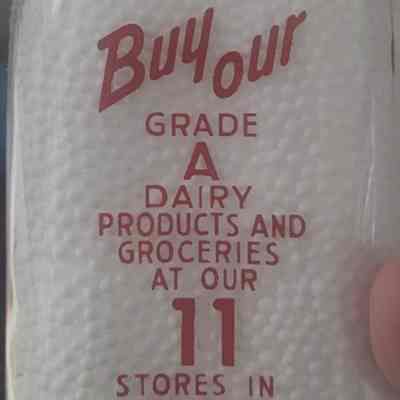 Buy our
GRADE
A
DAIRY
PRODUCTS AND
GROCERIES
AT OUR
11
STORES IN